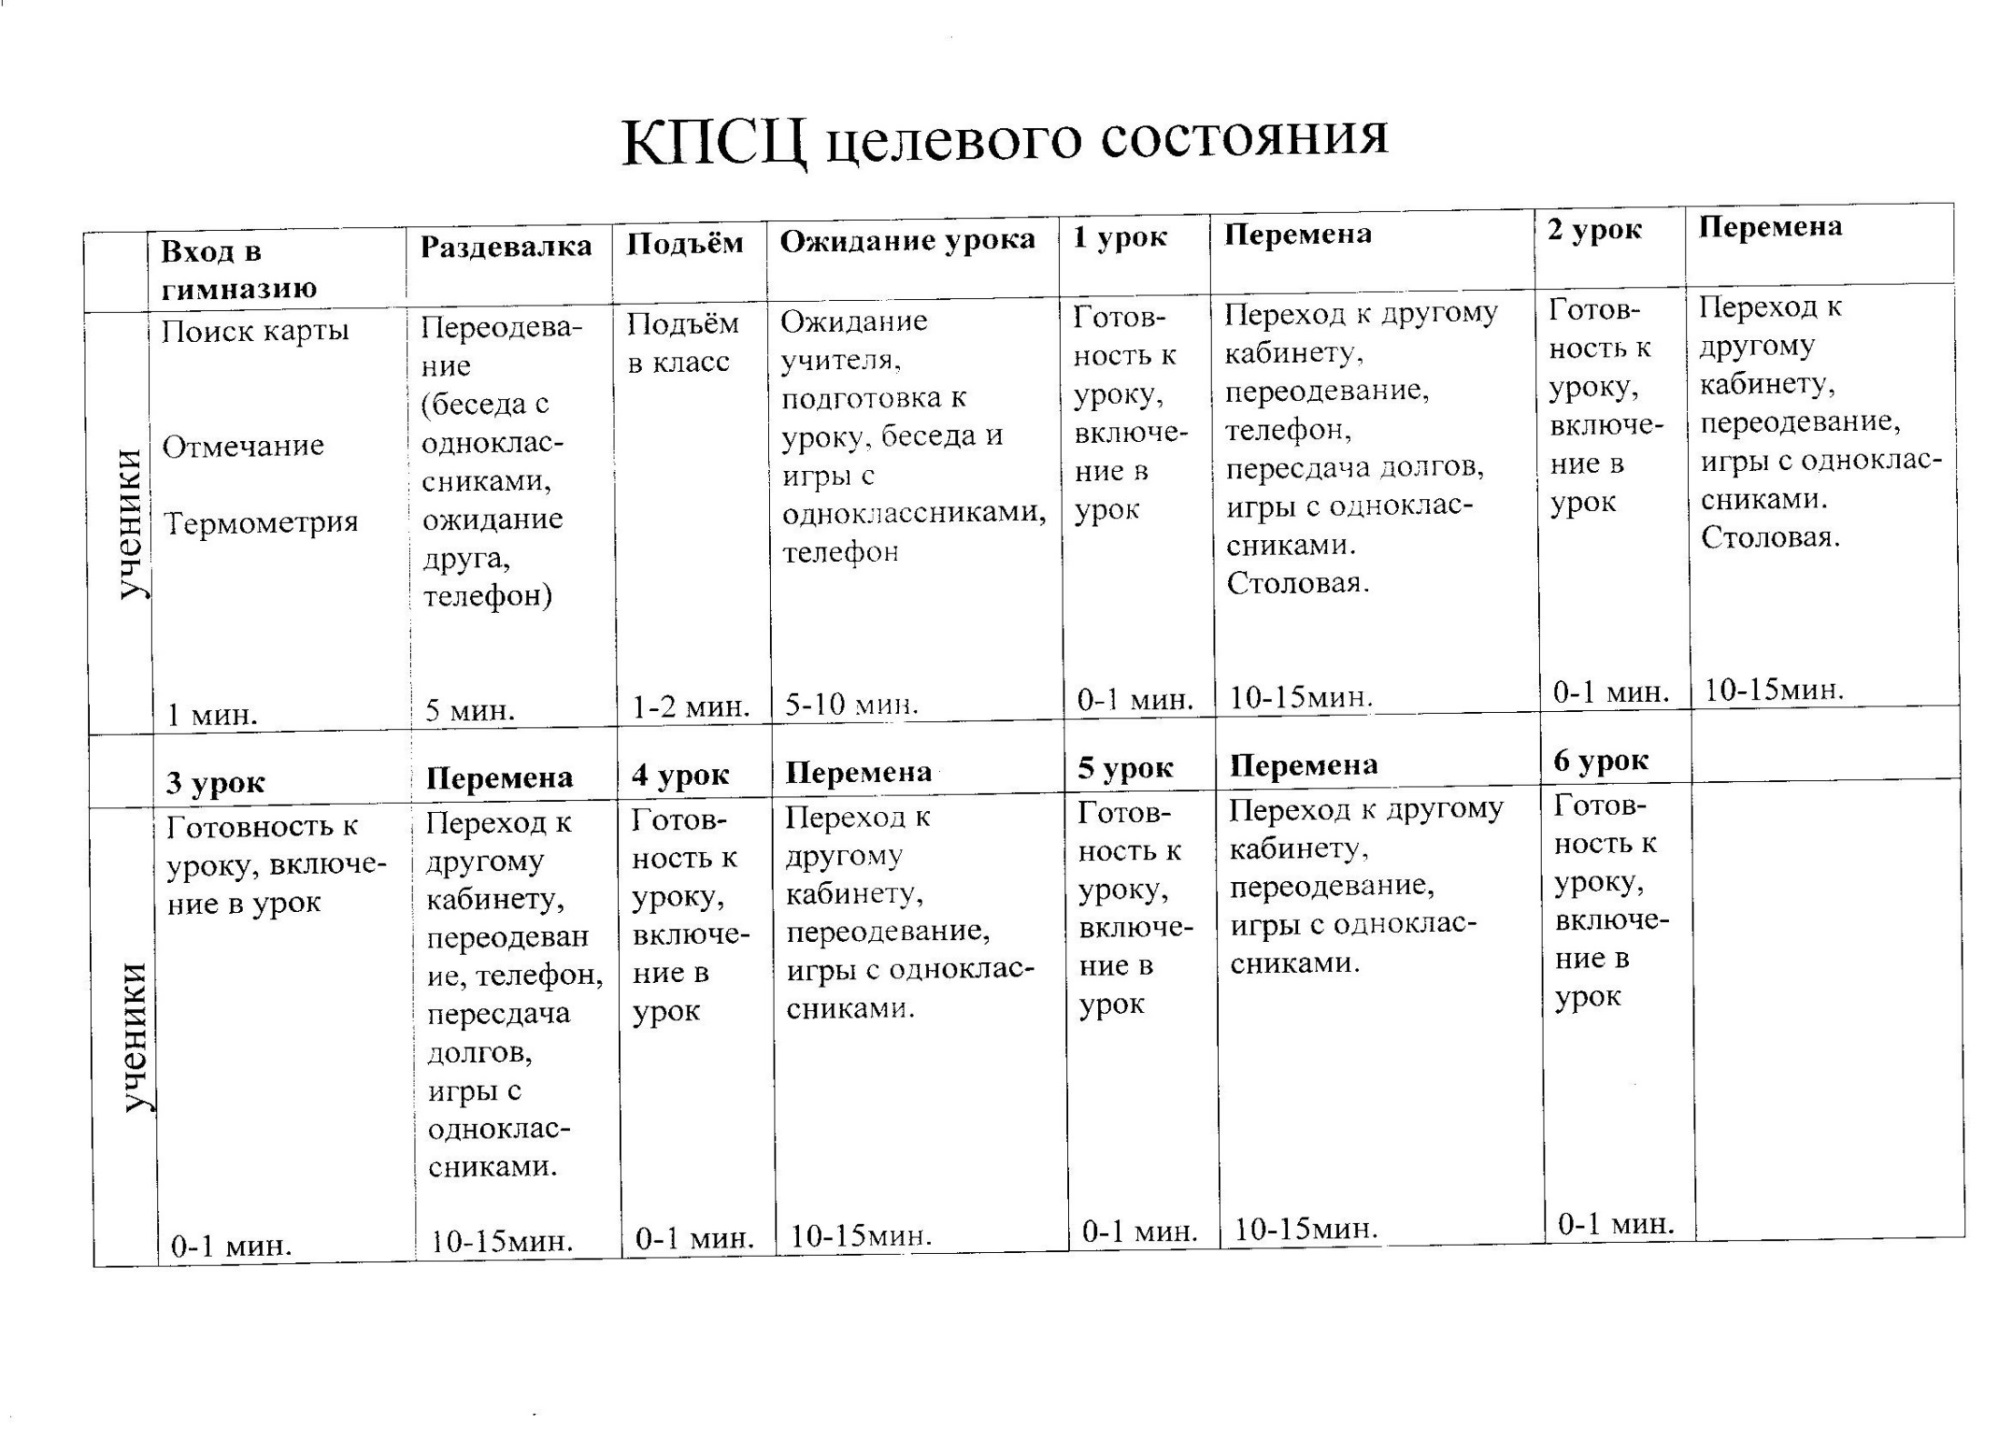 КПСЦ целевого состояния
Вход в
гимназию
Раздевалка
Подъём
Ожидание урока
1 урок
Перемена
2 урок
Перемена
ученики
Поиск карты
Отмечание
Термометрия
1 мин.
Переодева-
ние
(беседа с
одноклас-
сниками,
ожидание
друга,
телефон)
5 мин.
Подъём
в класс
1-2 мин.
Ожидание
учителя,
подготовка к
уроку, беседа и
игры с
одноклассниками,
телефон
5-10 мин.
Готов-
ность к
уроку,
включе-
ние в
урок
0-1 мин.
Переход к другому
кабинету,
переодевание,
телефон,
пересдача долгов,
игры с одноклас-
сниками.
Столовая.
10-15мин.
Готов-
ность к
уроку,
включе-
ние в
урок
0-1 мин.
Переход к
другому
кабинету,
переодевание,
игры с одноклас-
сниками.
Столовая.
10-15мин.
3 урок
Перемена
4 урок
Перемена
5 урок
Перемена
6 урок
ученики
Готовность к
уроку, включе-
ние в урок
0-1 мин.
Переход к
другому
кабинету,
переодеван
ие, телефон,
пересдача
долгов,
игры с
одноклас-
сниками.
10-15мин.
Готов-
ность к
уроку,
включе-
ние в
урок
0-1 мин.
Переход к
другому
кабинету,
переодевание,
игры с одноклас-
сниками.
10-15мин.
Готов-
ность к
уроку,
включе-
ние в
урок
0-1 мин.
Переход к другому
кабинету,
переодевание,
игры с одноклас-
сниками.
10-15мин.
Готов-
ность к
уроку,
включе-
ние в
урок
0-1 мин.